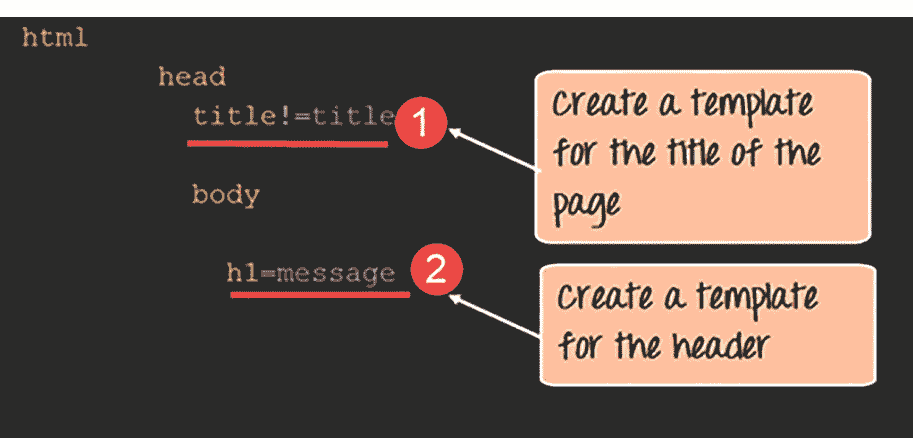 html
head
title!=title
1
Create a template
for the title of the
page
body
h1=message
2
Create a template
for the header